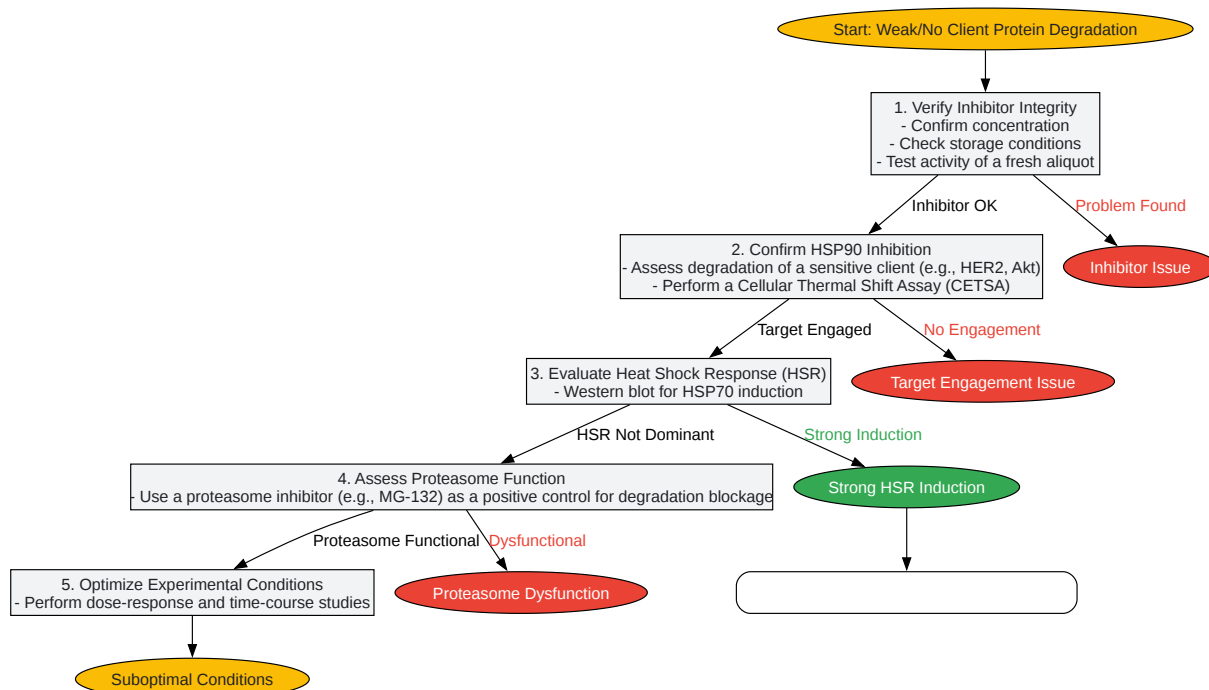 Start: Weak/No Client Protein Degradation
1. Verify Inhibitor Integrity
- Confirm concentration
- Check storage conditions
- Test activity of a fresh aliquot
Inhibitor OK
Problem Found
2. Confirm HSP90 Inhibition
- Assess degradation of a sensitive client (e.g., HER2, Akt)
- Perform a Cellular Thermal Shift Assay (CETSA)
Inhibitor Issue
Target Engaged
No Engagement
3. Evaluate Heat Shock Response (HSR)
- Western blot for HSP70 induction
Target Engagement Issue
HSR Not Dominant
Strong Induction
4. Assess Proteasome Function
- Use a proteasome inhibitor (e.g., MG-132) as a positive control for degradation blockage
Strong HSR Induction
Proteasome Functional
Dysfunctional
5. Optimize Experimental Conditions
- Perform dose-response and time-course studies
Proteasome Dysfunction
Suboptimal Conditions